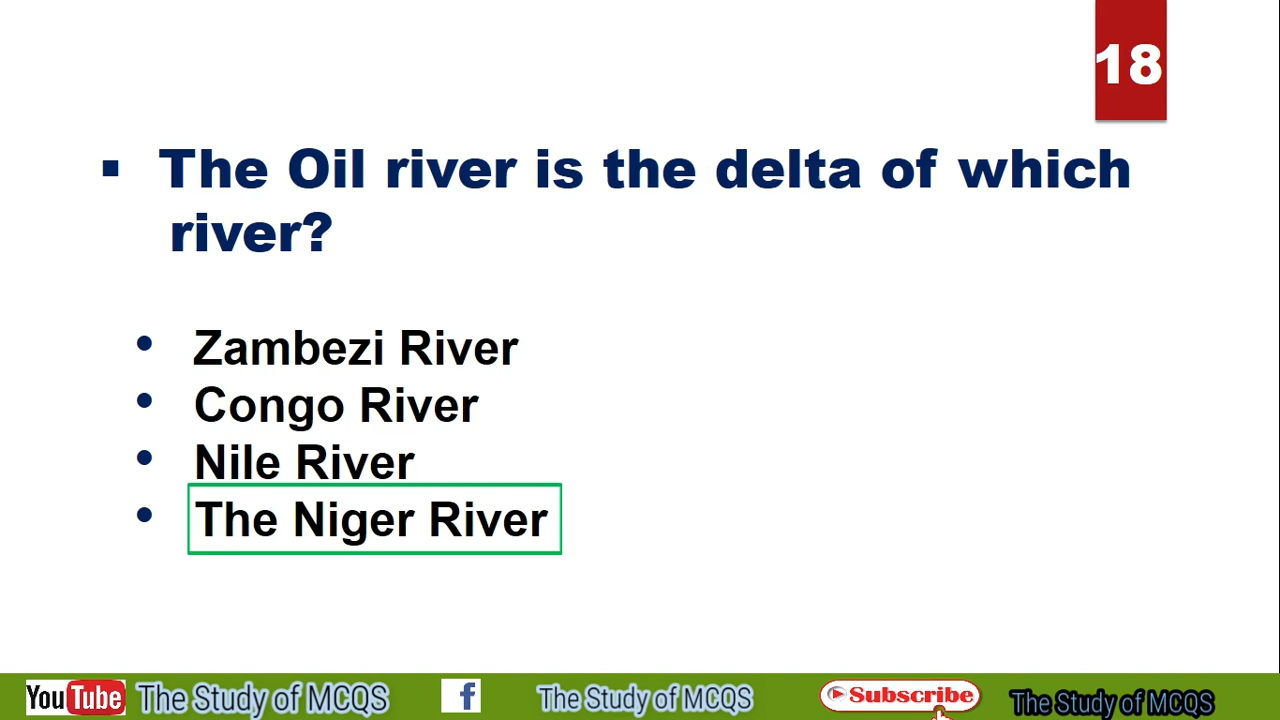 18
▪ The Oil river is the delta of which
river?
• Zambezi River
• Congo River
• Nile River
• The Niger River
YouTube The Study of MCQS f The Study of MCQS Subscribe The Study of MCQS